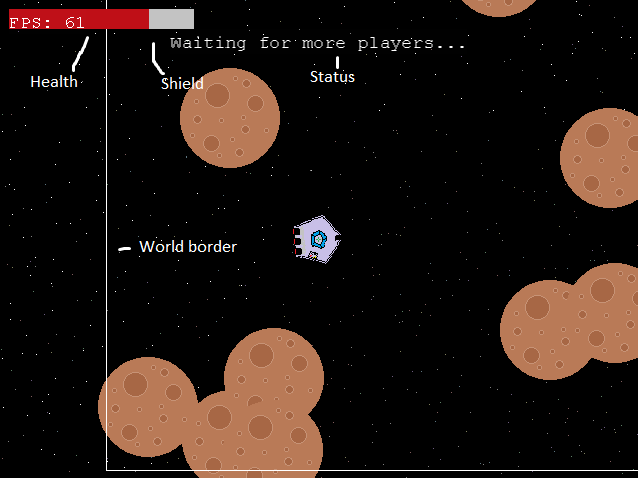 FPS: 61
Waiting for more players...
Health
Shield
Status
World border